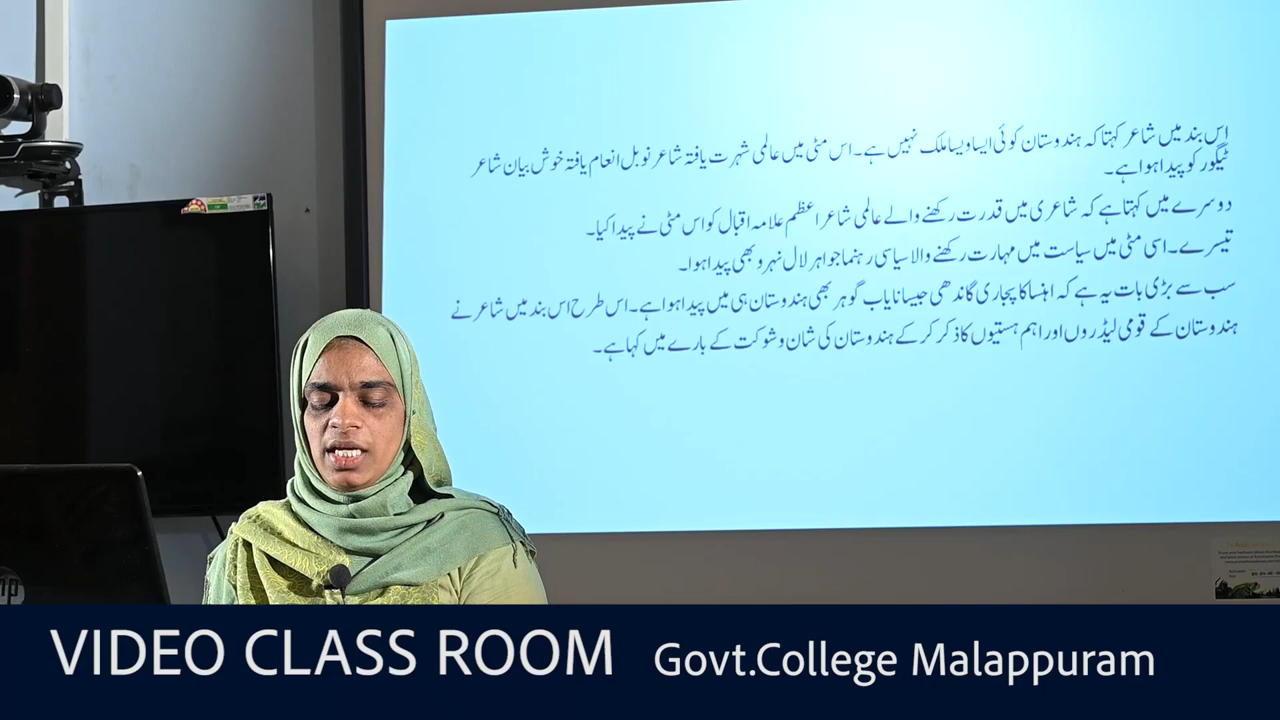 اس بند میں شاعر کہتا کہ ہندوستان کوئی ایسا ویسا ملک نہیں ہے۔ اس مٹی میں عالمی شہرت یافتہ شاعر نوبل انعام یافتہ خوش بیان شاعر
ٹیگور کو پیدا ہوا ہے۔
دوسرے میں کہتا ہے کہ شاعری میں قدرت رکھنے والے عالمی شاعر اعظم علامہ اقبال کو اس مٹی نے پیدا کیا۔
تیسرے۔ اسی مٹی میں سیاست میں مہارت رکھنے والا سیاسی رہنما جواہر لال نہرو بھی پیدا ہوا۔
سب سے بڑی بات یہ ہے کہ اہنسا کا پجاری گاندھی جیسا نایاب گوہر بھی ہندوستان ہی میں پیدا ہوا ہے۔ اس طرح اس بند میں شاعر نے
ہندوستان کے قومی لیڈروں اور اہم ہستیوں کا ذکر کر کے ہندوستان کی شان و شوکت کے بارے میں کہا ہے۔
hp
VIDEO CLASS ROOM Govt.College Malappuram